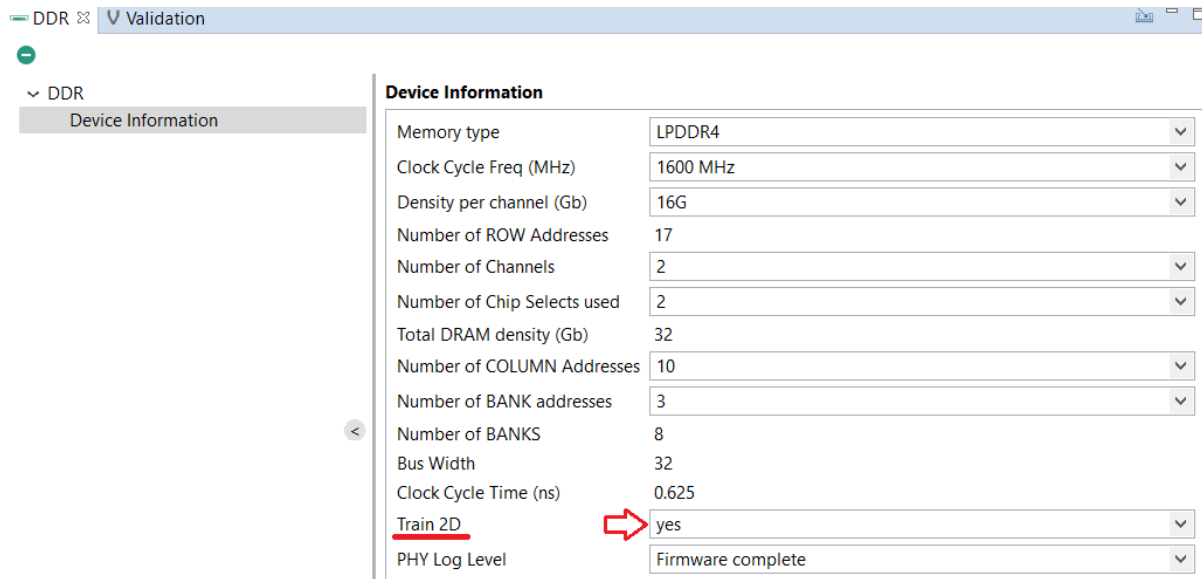 DDR Validation
DDR
Device Information
Device Information
Memory type LPDDR4
Clock Cycle Freq (MHz) 1600 MHz
Density per channel (Gb) 16G
Number of ROW Addresses 17
Number of Channels 2
Number of Chip Selects used 2
Total DRAM density (Gb) 32
Number of COLUMN Addresses 10
Number of BANK addresses 3
Number of BANKS 8
Bus Width 32
Clock Cycle Time (ns) 0.625
Train 2D yes
PHY Log Level Firmware complete